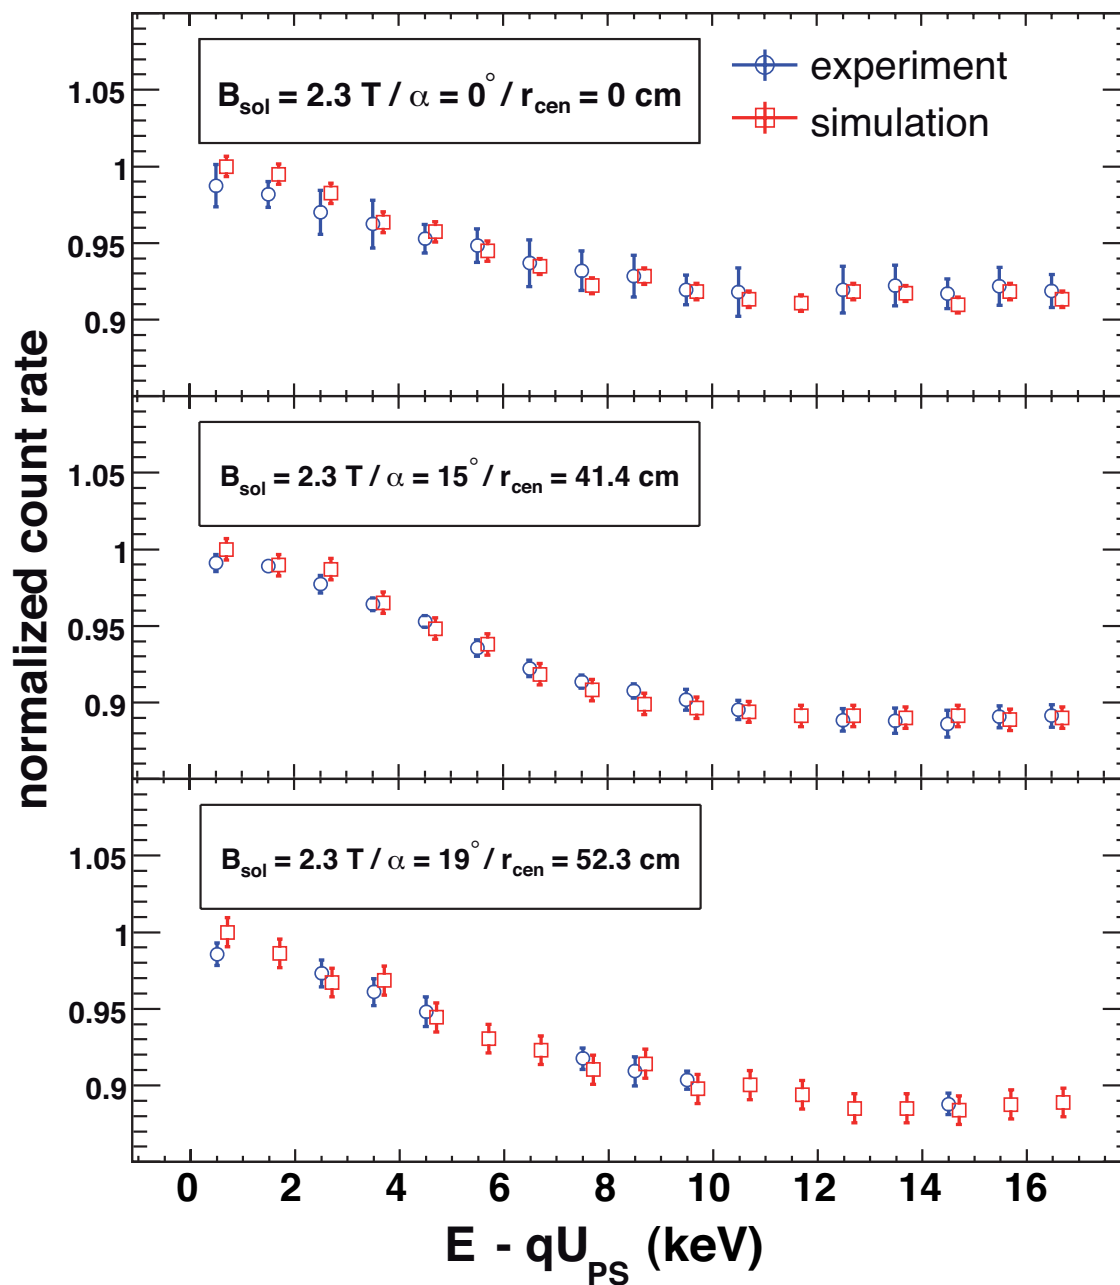 experiment
simulation
B_sol = 2.3 T / α = 0° / r_cen = 0 cm
1.05
1
0.95
0.9
B_sol = 2.3 T / α = 15° / r_cen = 41.4 cm
1.05
1
0.95
0.9
B_sol = 2.3 T / α = 19° / r_cen = 52.3 cm
1.05
1
0.95
0.9
normalized count rate
0 2 4 6 8 10 12 14 16
E - qU_PS (keV)